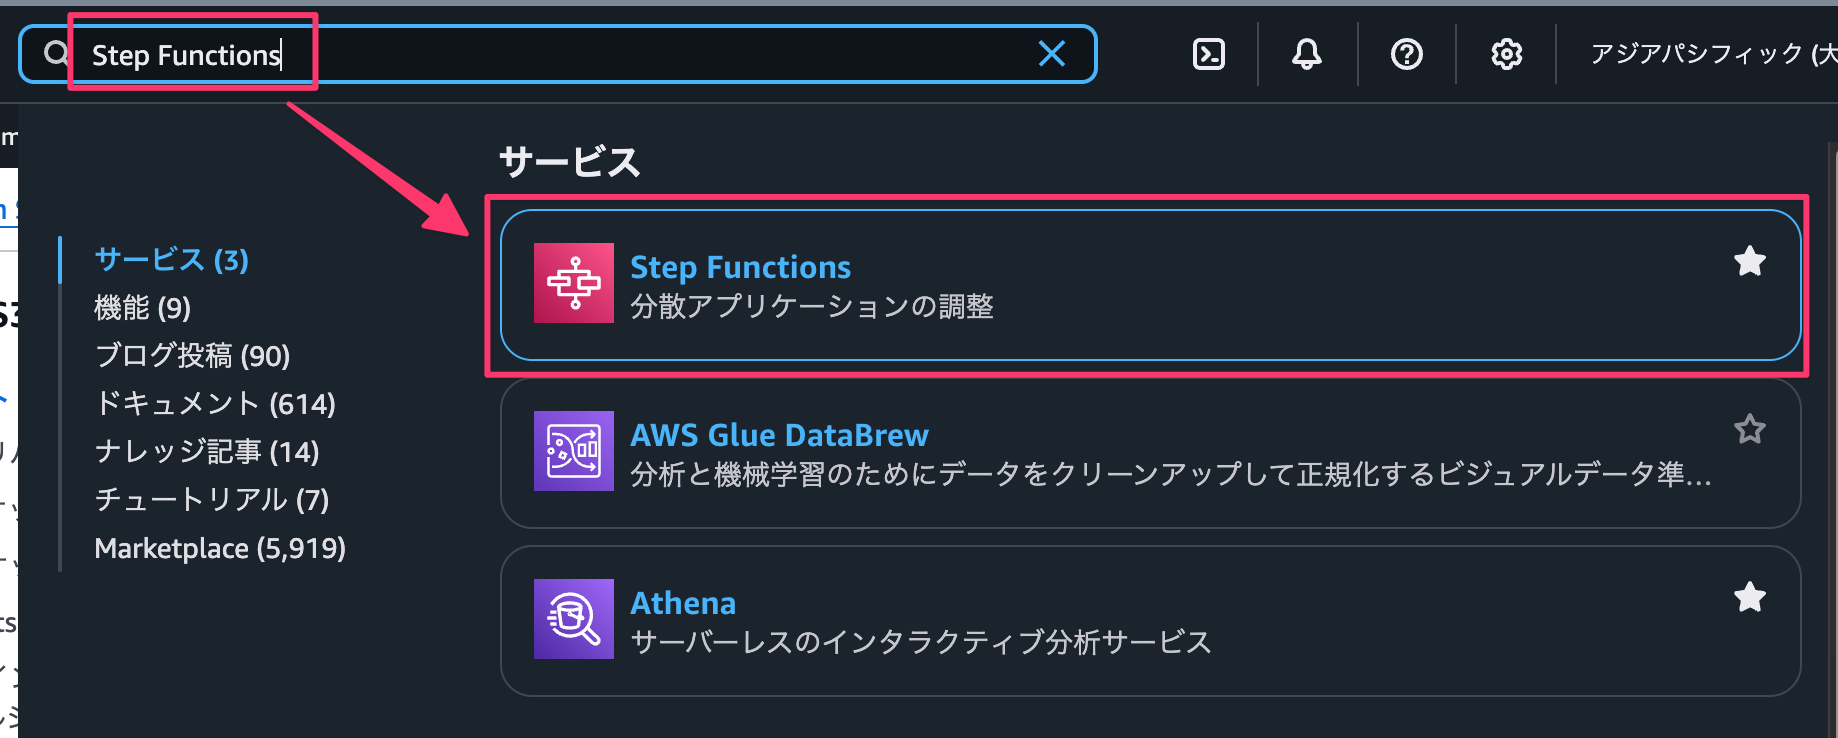 Step Functions
アジアパシフィック (大
サービス
サービス (3)
機能 (9)
ブログ投稿 (90)
ドキュメント (614)
ナレッジ記事 (14)
チュートリアル (7)
Marketplace (5,919)
Step Functions
分散アプリケーションの調整
AWS Glue DataBrew
分析と機械学習のためにデータをクリーンアップして正規化するビジュアルデータ準...
Athena
サーバーレスのインタラクティブ分析サービス